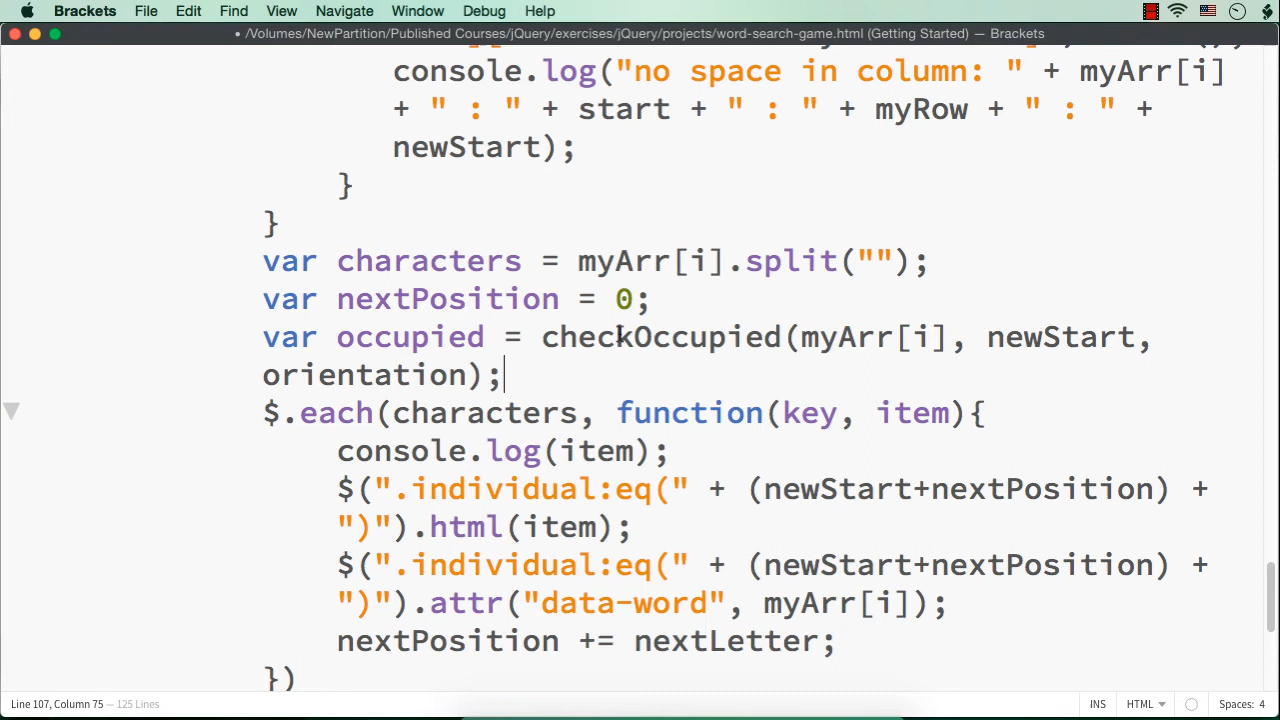 Brackets File Edit Find View Navigate Window Debug Help
• /Volumes/NewPartition/Published Courses/jQuery/exercises/jQuery/projects/word-search-game.html (Getting Started) — Brackets
console.log("no space in column: " + myArr[i]
+ " : " + start + " : " + myRow + " : " +
newStart);
}
}
var characters = myArr[i].split("");
var nextPosition = 0;
var occupied = checkOccupied(myArr[i], newStart,
orientation);
$.each(characters, function(key, item){
console.log(item);
$(".individual:eq(" + (newStart+nextPosition) +
")").html(item);
$(".individual:eq(" + (newStart+nextPosition) +
")").attr("data-word", myArr[i]);
nextPosition += nextLetter;
})
Line 107, Column 75 — 125 Lines INS HTML Spaces: 4